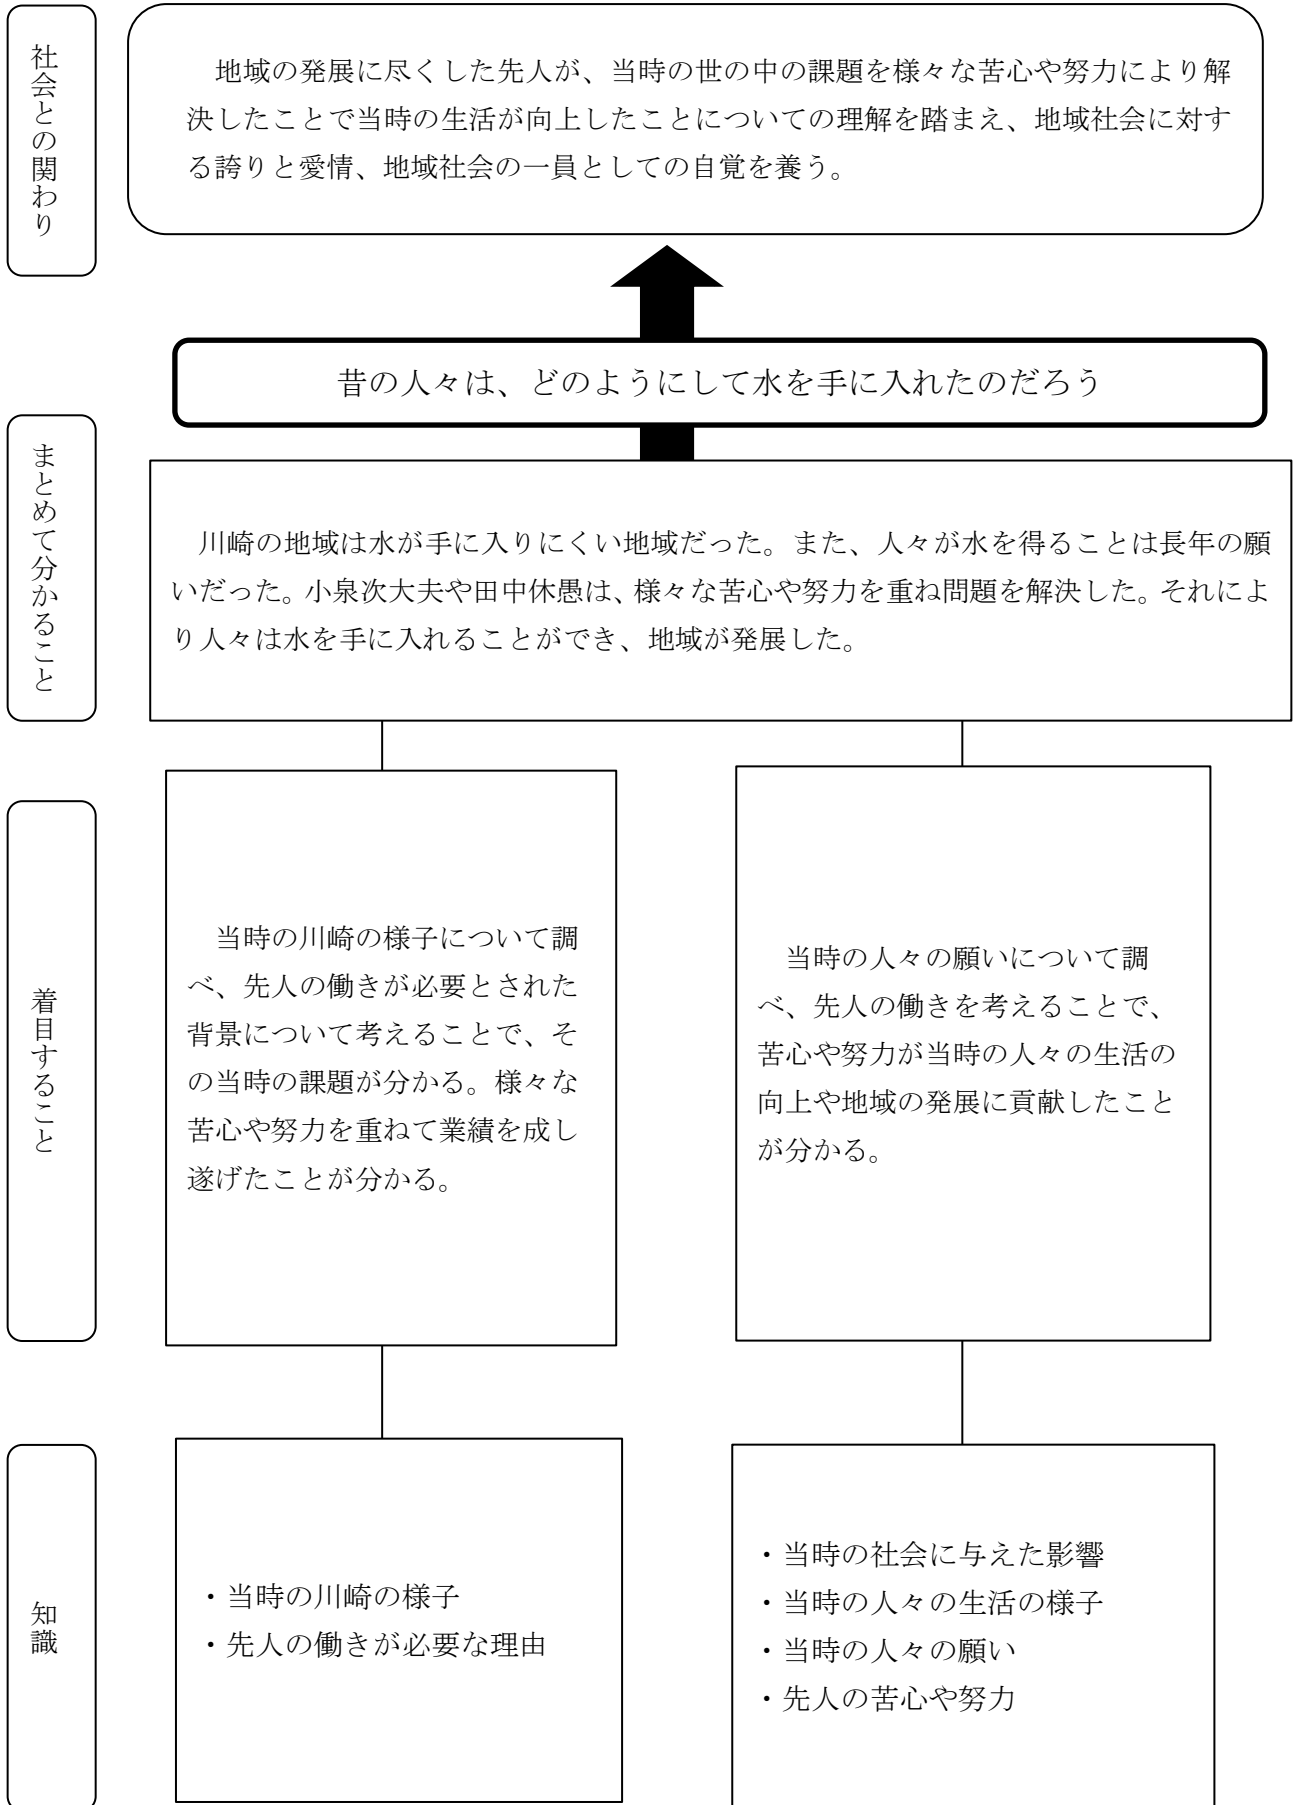 社会との関わり
地域の発展に尽くした先人が、当時の世の中の課題を様々な苦心や努力により解
決したことで当時の生活が向上したことについての理解を踏まえ、地域社会に対す
る誇りと愛情、地域社会の一員としての自覚を養う。
昔の人々は、どのようにして水を手に入れたのだろう
まとめて分かること
川崎の地域は水が手に入りにくい地域だった。また、人々が水を得ることは長年の願
いだった。小泉次大夫や田中休愚は、様々な苦心や努力を重ね問題を解決した。それによ
り人々は水を手に入れることができ、地域が発展した。
着目すること
当時の川崎の様子について調
べ、先人の働きが必要とされた
背景について考えることで、そ
の当時の課題が分かる。様々な
苦心や努力を重ねて業績を成し
遂げたことが分かる。
当時の人々の願いについて調
べ、先人の働きを考えることで、
苦心や努力が当時の人々の生活の
向上や地域の発展に貢献したこと
が分かる。
知識
・当時の川崎の様子
・先人の働きが必要な理由
・当時の社会に与えた影響
・当時の人々の生活の様子
・当時の人々の願い
・先人の苦心や努力